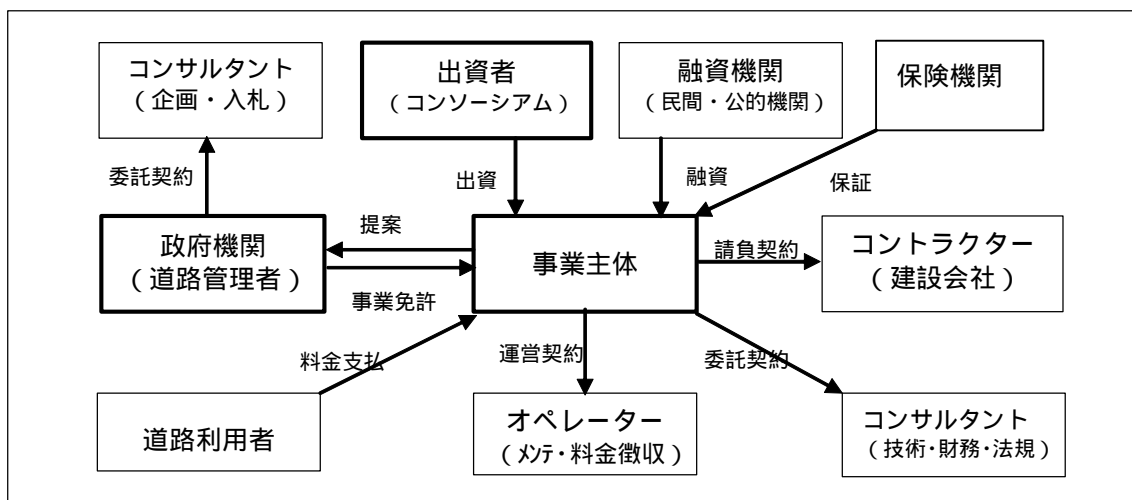 コンサルタント
（企画・入札）
出資者
（コンソーシアム）
融資機関
（民間・公的機関）
保険機関
委託契約
出資
融資
保証
政府機関
（道路管理者）
提案
事業免許
事業主体
請負契約
コントラクター
（建設会社）
料金支払
運営契約
委託契約
道路利用者
オペレーター
（ﾒﾝﾃ・料金徴収）
コンサルタント
（技術・財務・法規）